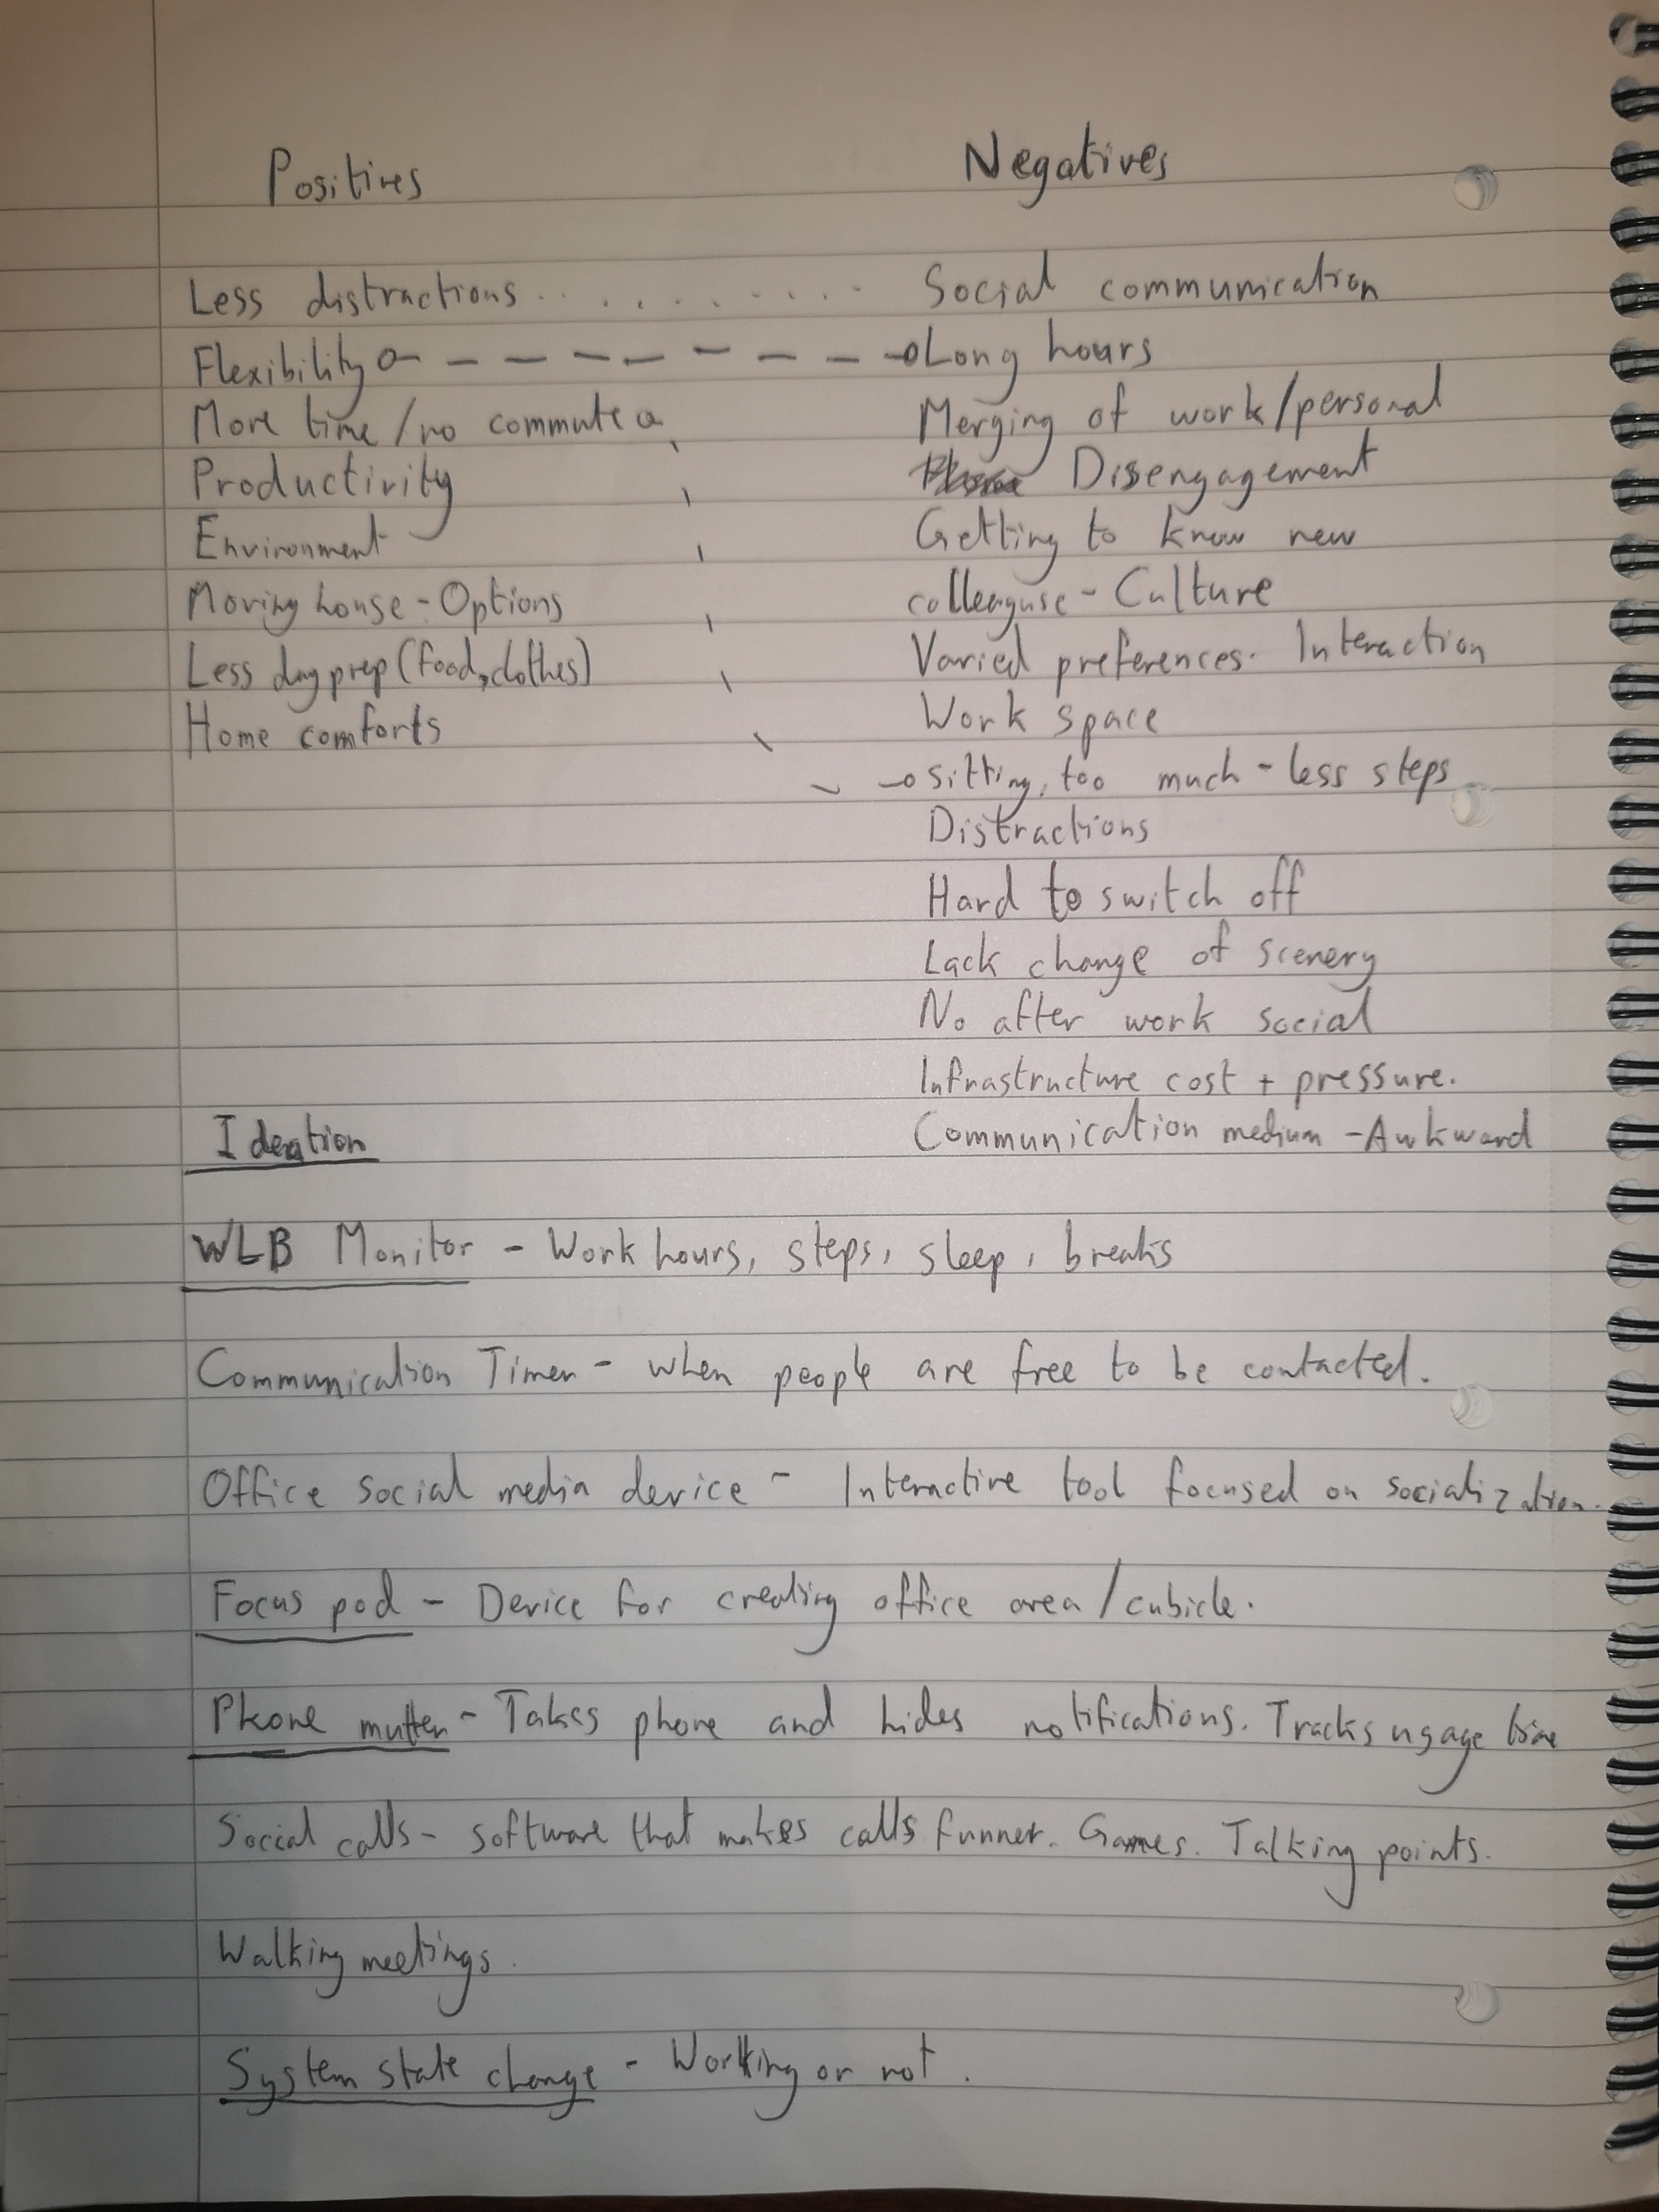 Positives
Less distractions
Flexibility
More time/no commute
Productivity
Environment
Moving house - Options
Less day prep (food, clothes)
Home comforts
Negatives
Social communication
Long hours
Merging of work/personal
Disengagement
Getting to know new
colleaguse - Culture
Varied preferences. Interaction
Work space
Sitting, too much - less steps
Distractions
Hard to switch off
Lack change of scenery
No after work social
Infrastructure cost + pressure.
Communication medium - Awkward
Ideation
WLB Monitor - Work hours, steps, sleep, breaks
Communication Timer - when people are free to be contacted.
Office social media device - Interactive tool focused on socialization.
Focus pod - Device for creating office area/cubicle.
Phone mutter - Takes phone and hides notifications. Tracks usage time
Social calls - software that makes calls funner. Games. Talking points.
Walking meetings.
System state change - Working or not.